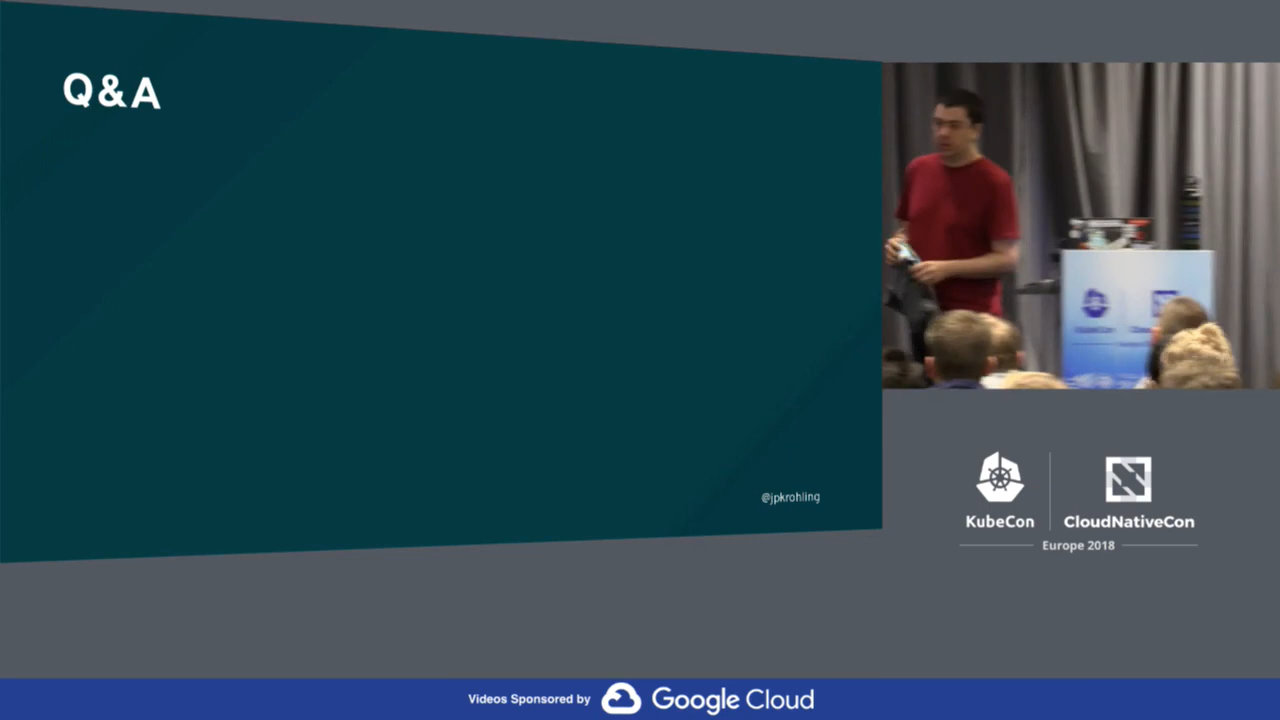 Q&A
@jpkrohling
KubeCon
CloudNativeCon
Europe 2018
Videos Sponsored by
Google Cloud